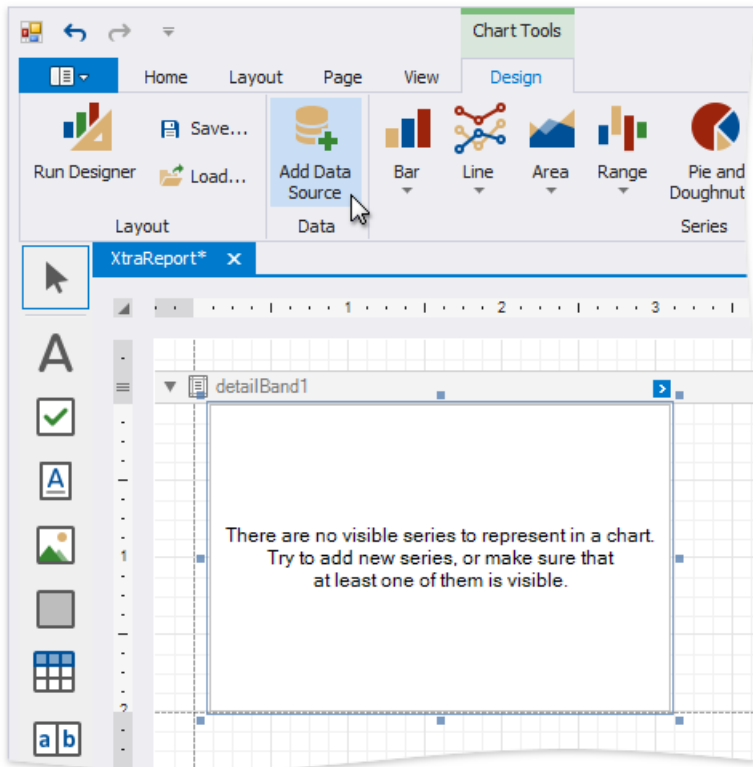 Chart Tools
Home Layout Page View Design
Run Designer
Save...
Load...
Layout
Add Data
Source
Data
Bar
Line
Area
Range
Pie and
Doughnut
Series
XtraReport*
1 2 3
A
detailBand1
A
There are no visible series to represent in a chart.
Try to add new series, or make sure that
at least one of them is visible.
1
2
a b